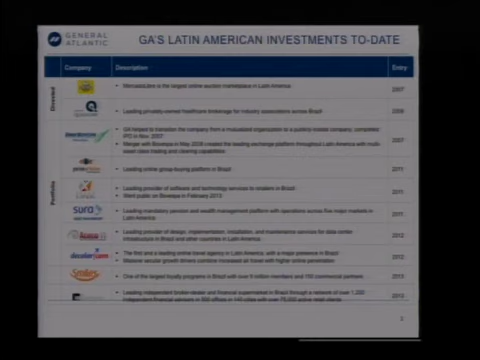 GENERAL
ATLANTIC
GA'S LATIN AMERICAN INVESTMENTS TO-DATE
Company Description Entry
Divested
MercadoLibre is the largest online auction marketplace in Latin America 2007
Leading privately-owned healthcare brokerage for industry associations across Brazil 2008
GA helped to transition the company from a mutualized organization to a publicly traded company, completed
IPO in Nov. 2007
Merger with Bovespa in May 2008 created the leading exchange platform throughout Latin America with multi-
asset class trading and clearing capabilities
2007
Portfolio
Leading online group-buying platform in Brazil 2011
Leading provider of software and technology services to retailers in Brazil
Went public on Bovespa in February 2013
2011
sura
Leading mandatory pension and wealth management platform with operations across five major markets in
Latin America
2011
Leading provider of design, implementation, installation, and maintenance services for data center
infrastructure in Brazil and other countries in Latin America
2012
decolar.com
The first and a leading online travel agency in Latin America, with a major presence in Brazil
Massive secular growth drivers combine increased air travel with higher online penetration
2012
Smiles
One of the largest loyalty programs in Brazil with over 9 million members and 700 commercial partners 2013
Leading independent broker-dealer and financial supermarket in Brazil through a network of over 1,200
independent financial advisors in 500 offices in 140 cities with over 75,000 active retail clients
2013